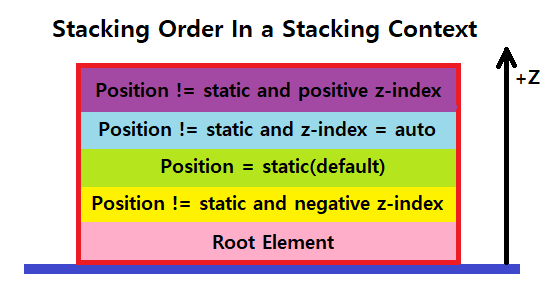 Stacking Order In a Stacking Context
Position != static and positive z-index
+Z
Position != static and z-index = auto
Position = static(default)
Position != static and negative z-index
Root Element